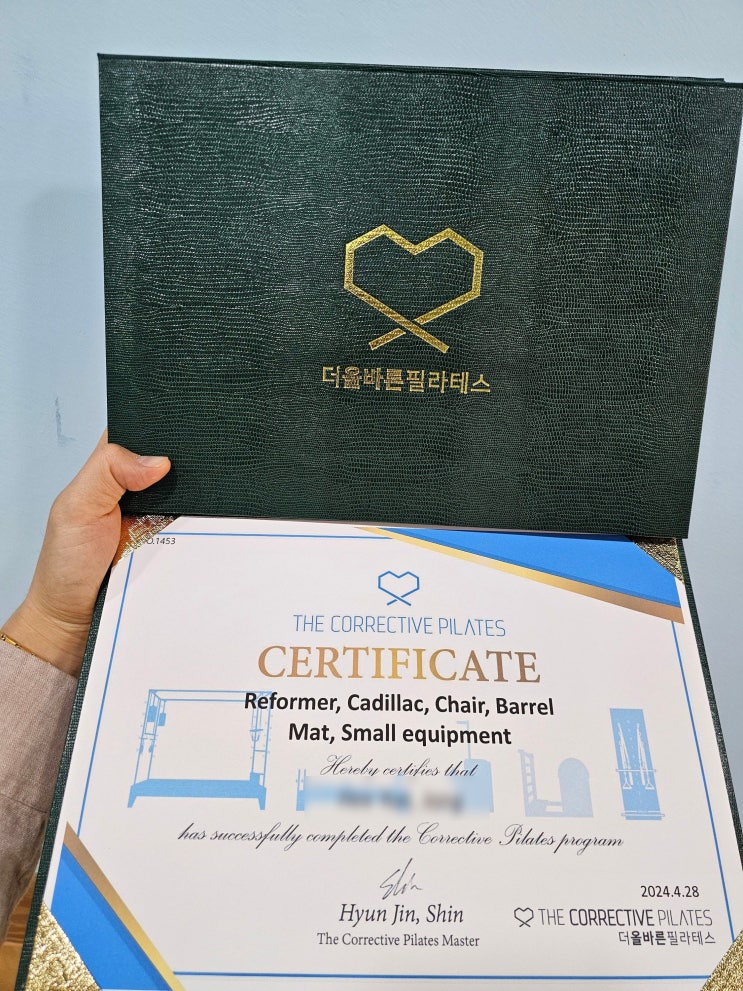 더올바른필라테스
O.1453
THE CORRECTIVE PILATES
CERTIFICATE
Reformer, Cadillac, Chair, Barrel
Mat, Small equipment
Hereby certifies that
has successfully completed the Corrective Pilates program
Shin
Hyun Jin, Shin
The Corrective Pilates Master
2024.4.28
THE CORRECTIVE PILATES
더올바른필라테스